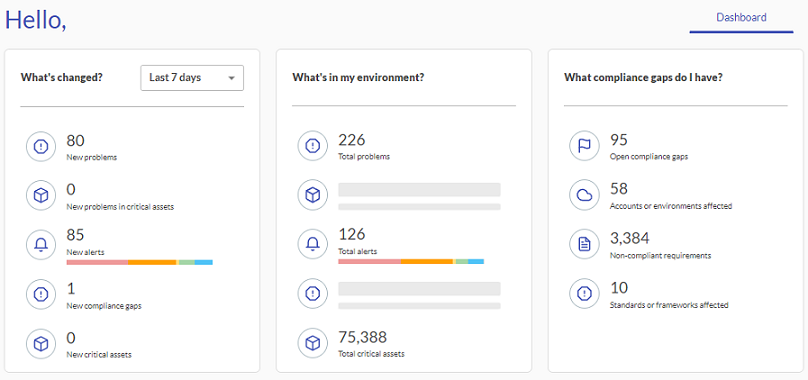 Hello,
Dashboard
What's changed?
Last 7 days
80
New problems
0
New problems in critical assets
85
New alerts
1
New compliance gaps
0
New critical assets
What's in my environment?
226
Total problems
126
Total alerts
75,388
Total critical assets
What compliance gaps do I have?
95
Open compliance gaps
58
Accounts or environments affected
3,384
Non-compliant requirements
10
Standards or frameworks affected